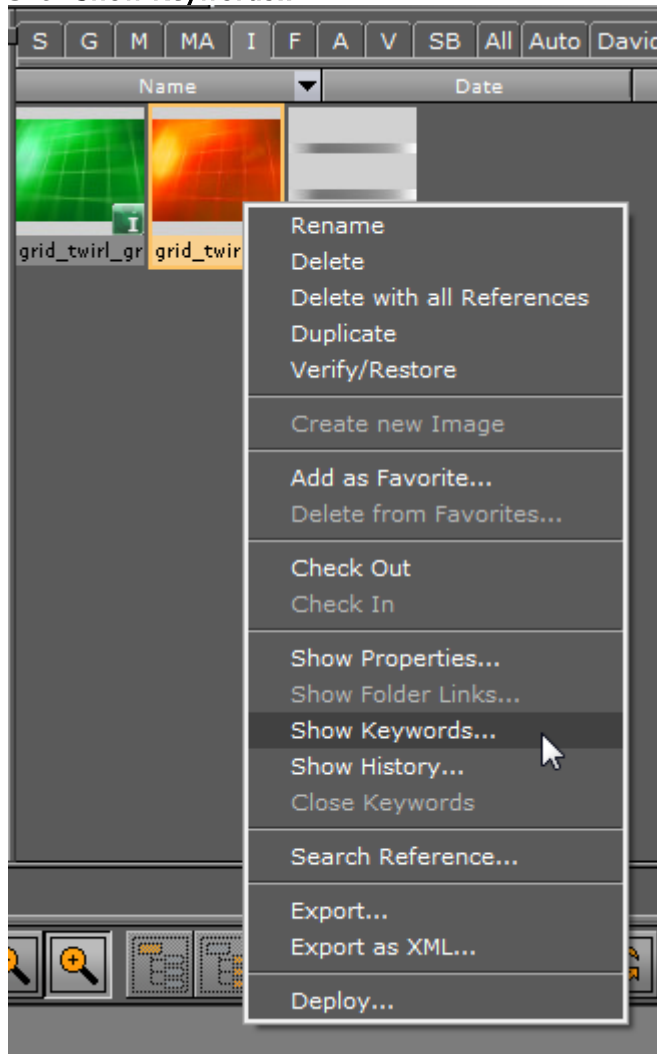 S G M MA I F A V SB All Auto
Name Date
I
grid_twirl_gr grid_twir
Rename
Delete
Delete with all References
Duplicate
Verify/Restore
Create new Image
Add as Favorite...
Delete from Favorites...
Check Out
Check In
Show Properties...
Show Folder Links...
Show Keywords...
Show History...
Close Keywords
Search Reference...
Export...
Export as XML...
Deploy...